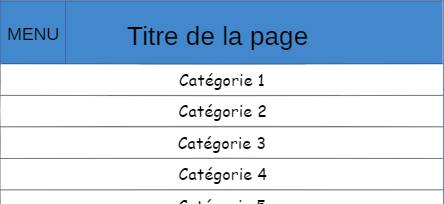 MENU Titre de la page
Catégorie 1
Catégorie 2
Catégorie 3
Catégorie 4